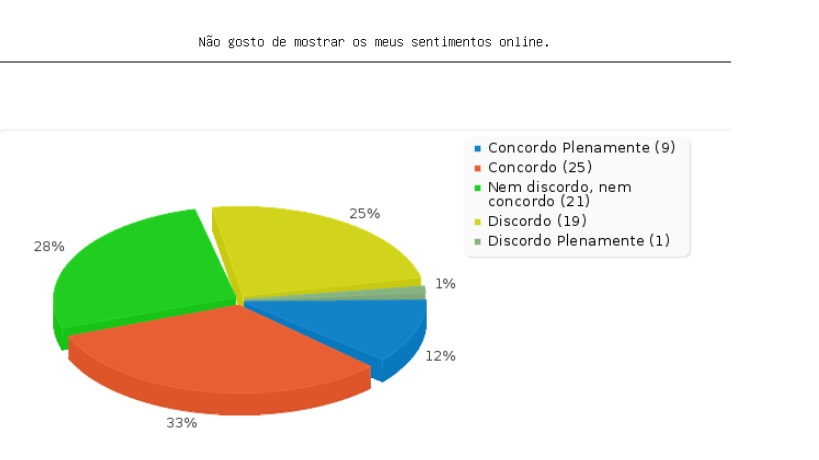 Não gosto de mostrar os meus sentimentos online.
Concordo Plenamente (9)
Concordo (25)
Nem discordo, nem
concordo (21)
Discordo (19)
Discordo Plenamente (1)
25%
28%
1%
12%
33%